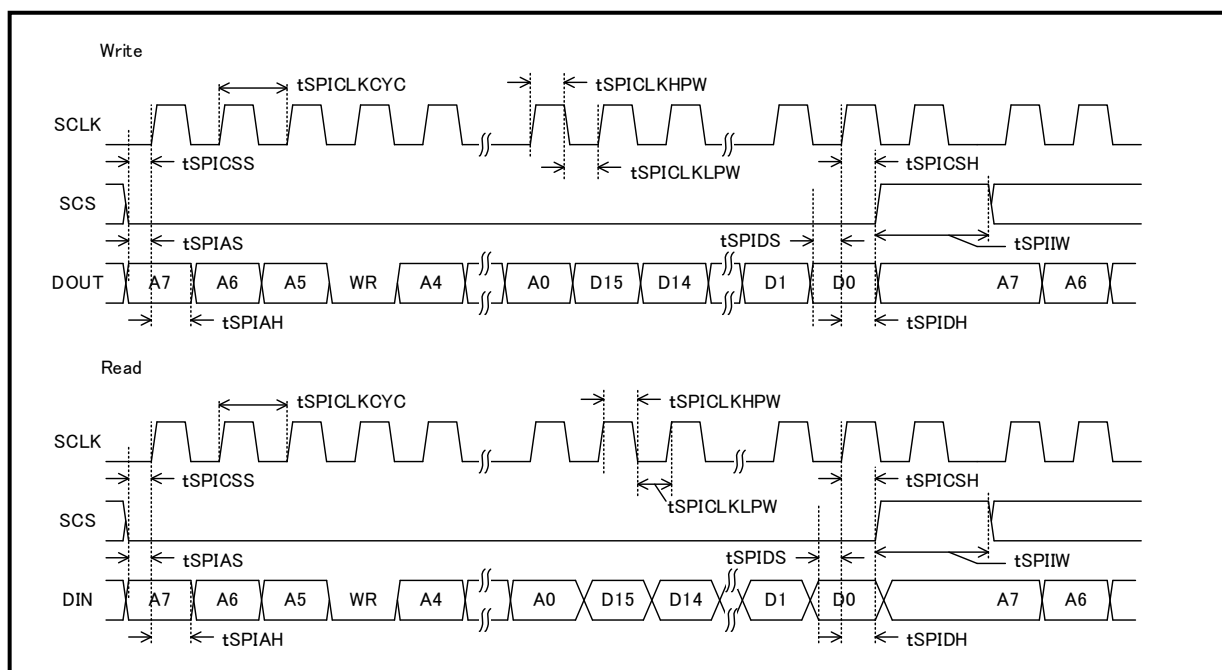 Write
tSPICLKCYC
tSPICLKHPW
SCLK
tSPICSS
tSPICLKLPW
tSPICSH
SCS
tSPIAS
tSPIDS
tSPIIW
DOUT A7 A6 A5 WR A4 A0 D15 D14 D1 D0 A7 A6
tSPIAH
tSPIDH
Read
tSPICLKCYC
tSPICLKHPW
SCLK
tSPICSS
tSPICSH
tSPICLKLPW
SCS
tSPIAS
tSPIDS
tSPIIW
DIN A7 A6 A5 WR A4 A0 D15 D14 D1 D0 A7 A6
tSPIAH
tSPIDH